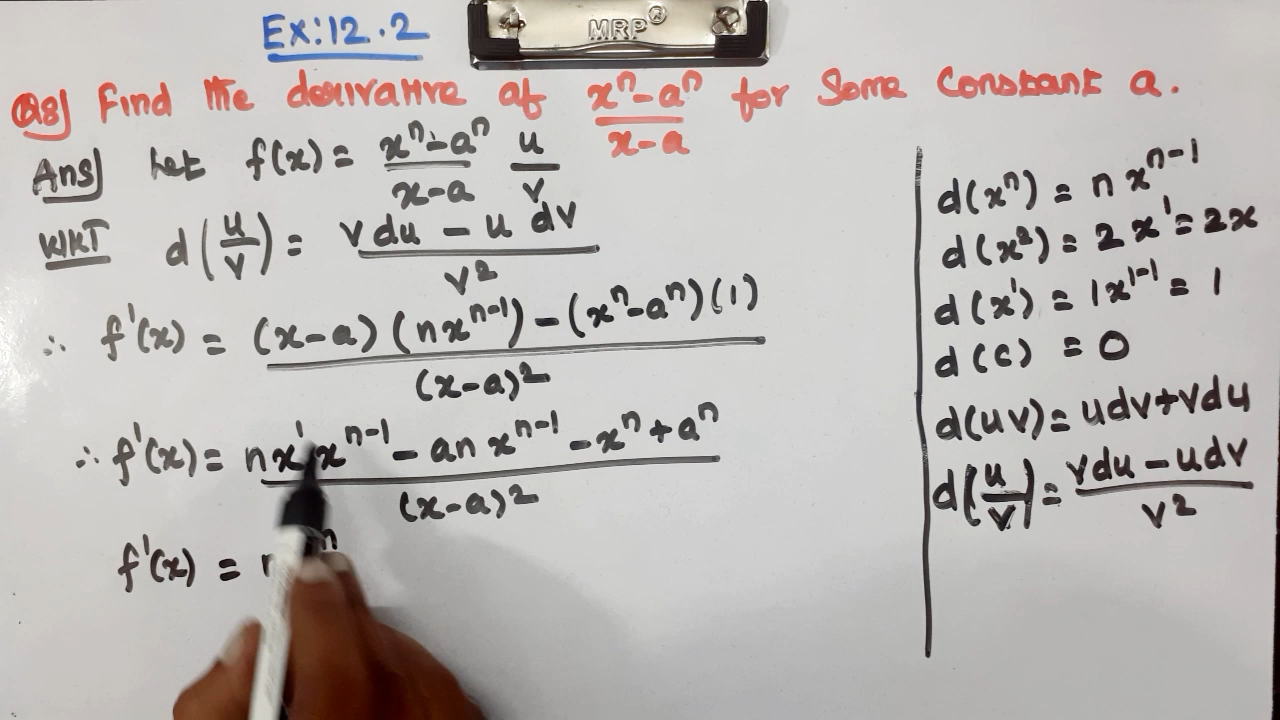 Ex: 12.2
MRP®
Q8] Find the derivative of (x^n - a^n)/(x - a) for Some Constant a.
Ans] Let f(x) = (x^n - a^n)/(x - a) u/v
WKT d(u/v) = (v du - u dv)/v²
∴ f'(x) = ((x-a)(nx^(n-1)) - (x^n - a^n)(1))/(x-a)²
∴ f'(x) = (nx^1 x^(n-1) - an x^(n-1) - x^n + a^n)/(x-a)²
f'(x) = n
d(x^n) = n x^(n-1)
d(x²) = 2x^1 = 2x
d(x^1) = 1x^(1-1) = 1
d(c) = 0
d(uv) = udv + vdu
d(u/v) = (vdu - udv)/v²